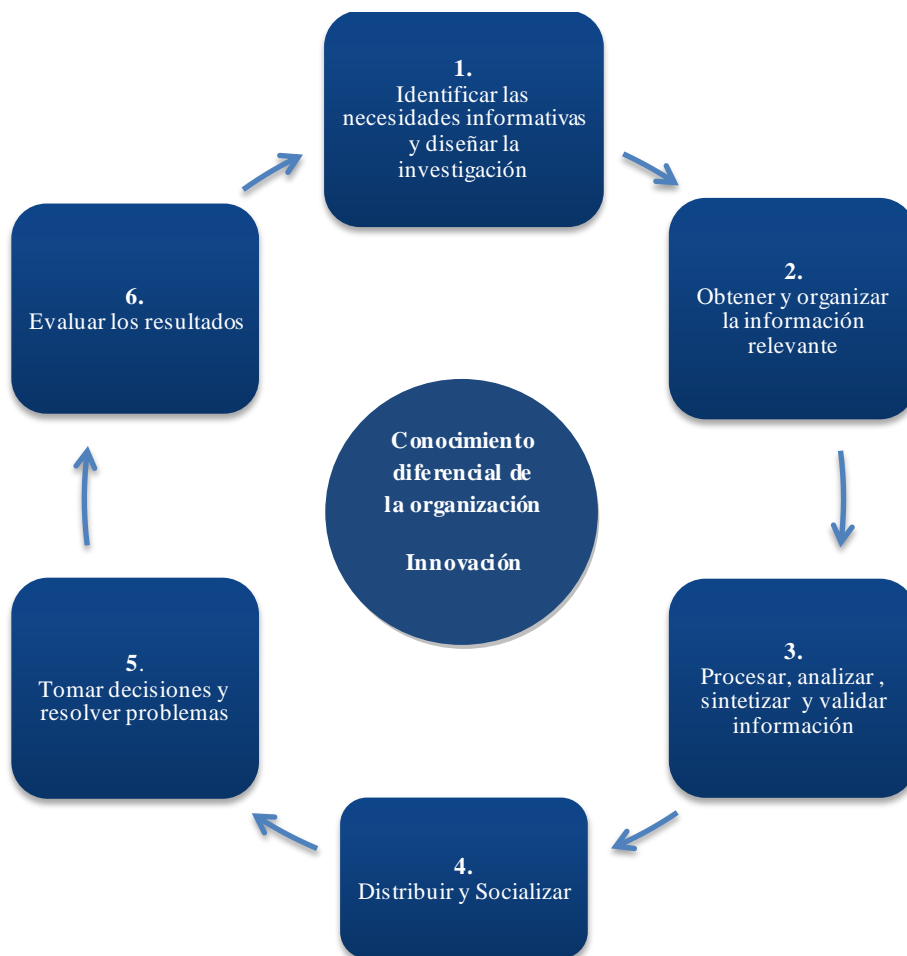 1.
Identificar las
necesidades informativas
y diseñar la
investigación
2.
Obtener y organizar
la información
relevante
3.
Procesar, analizar ,
sintetizar y validar
información
4.
Distribuir y Socializar
5.
Tomar decisiones y
resolver problemas
6.
Evaluar los resultados
Conocimiento
diferencial de
la organización
Innovación